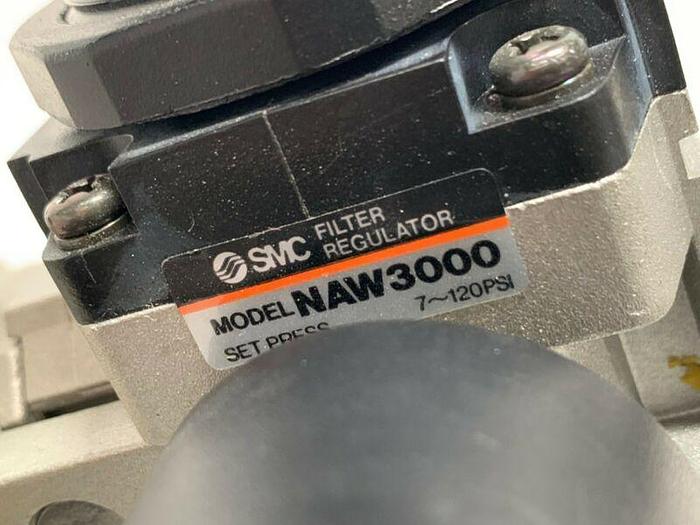 SMC FILTER
REGULATOR
MODEL NAW3000
SET PRESS 7~120PSI